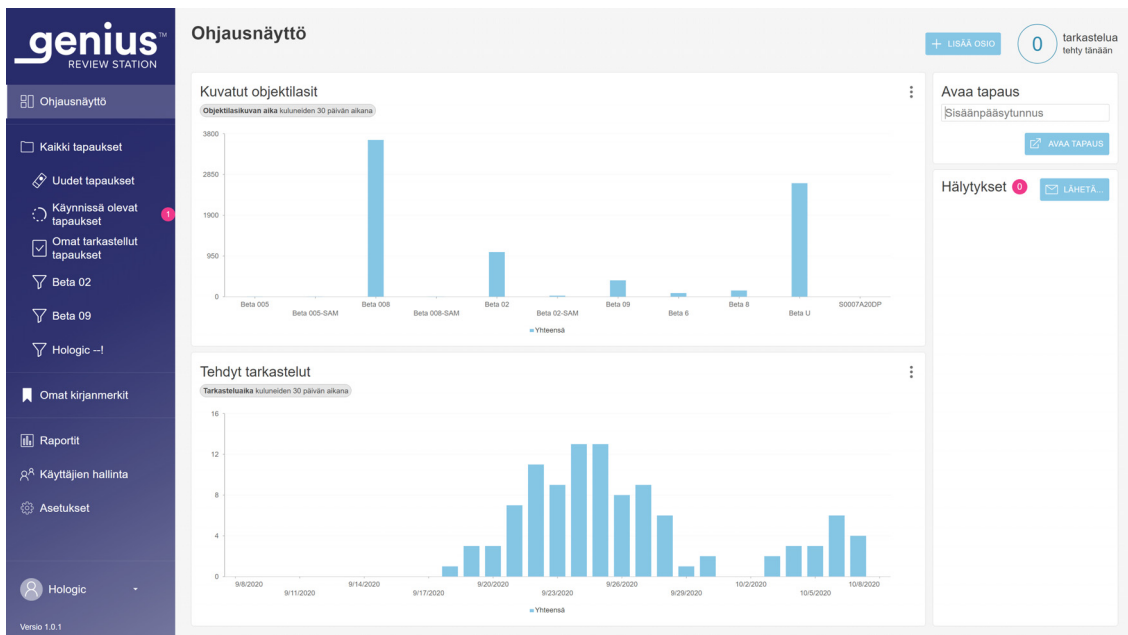 genius™
REVIEW STATION
Ohjausnäyttö
Kaikki tapaukset
Uudet tapaukset
Käynnissä olevat
tapaukset
1
Omat tarkastellut
tapaukset
Beta 02
Beta 09
Hologic --!
Omat kirjanmerkit
Raportit
Käyttäjien hallinta
Asetukset
Hologic
Versio 1.0.1
Ohjausnäyttö
+ LISÄÄ OSIO
0
tarkastelua
tehty tänään
Kuvatut objektilasit
Objektilasikuvan aika kuluneiden 30 päivän aikana
3800
2850
1900
950
0
Beta 005
Beta 005-SAM
Beta 008
Beta 008-SAM
Beta 02
Beta 02-SAM
Beta 09
Beta 6
Beta 8
Beta U
S0007A20DP
Yhteensä
Tehdyt tarkastelut
Tarkasteluaika kuluneiden 30 päivän aikana
16
12
8
4
0
9/8/2020
9/11/2020
9/14/2020
9/17/2020
9/20/2020
9/23/2020
9/26/2020
9/29/2020
10/2/2020
10/5/2020
10/8/2020
Yhteensä
Avaa tapaus
Sisäänpääsytunnus
AVAA TAPAUS
Hälytykset 0
LÄHETÄ...